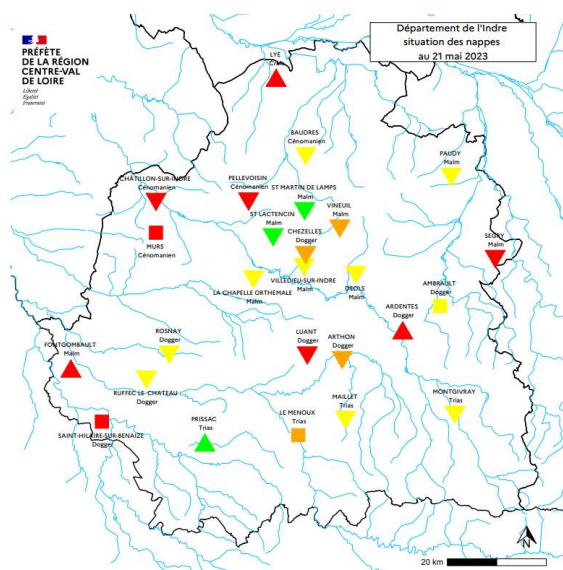 PRÉFÈTE
DE LA RÉGION
CENTRE-VAL
DE LOIRE
Liberté
Égalité
Fraternité
Département de l'Indre
situation des nappes
au 21 mai 2023
LYE
BAUDRES
Cénomanien
PAUDY
Malm
CHÂTILLON-SUR-INDRE
Cénomanien
PELLEVOISIN
Cénomanien
ST MARTIN DE LAMPS
Malm
VINEUIL
Malm
ST LACTENCIN
Malm
CHEZELLES
Dogger
MURS
Cénomanien
SEGRY
Malm
VILLEDIEU-SUR-INDRE
Malm
LA CHAPELLE ORTHEMALE
Malm
DEOLS
Malm
AMBRAULT
Dogger
ARDENTES
Dogger
ROSNAY
Dogger
LUANT
Dogger
ARTHON
Dogger
FONTGOMBAULT
Malm
RUFFEC LE CHATEAU
Dogger
MAILLET
Trias
MONTGIVRAY
Trias
PRISSAC
Trias
LE MENOUX
Trias
SAINT-HILAIRE-SUR-BENAIZE
Dogger
N
20 km